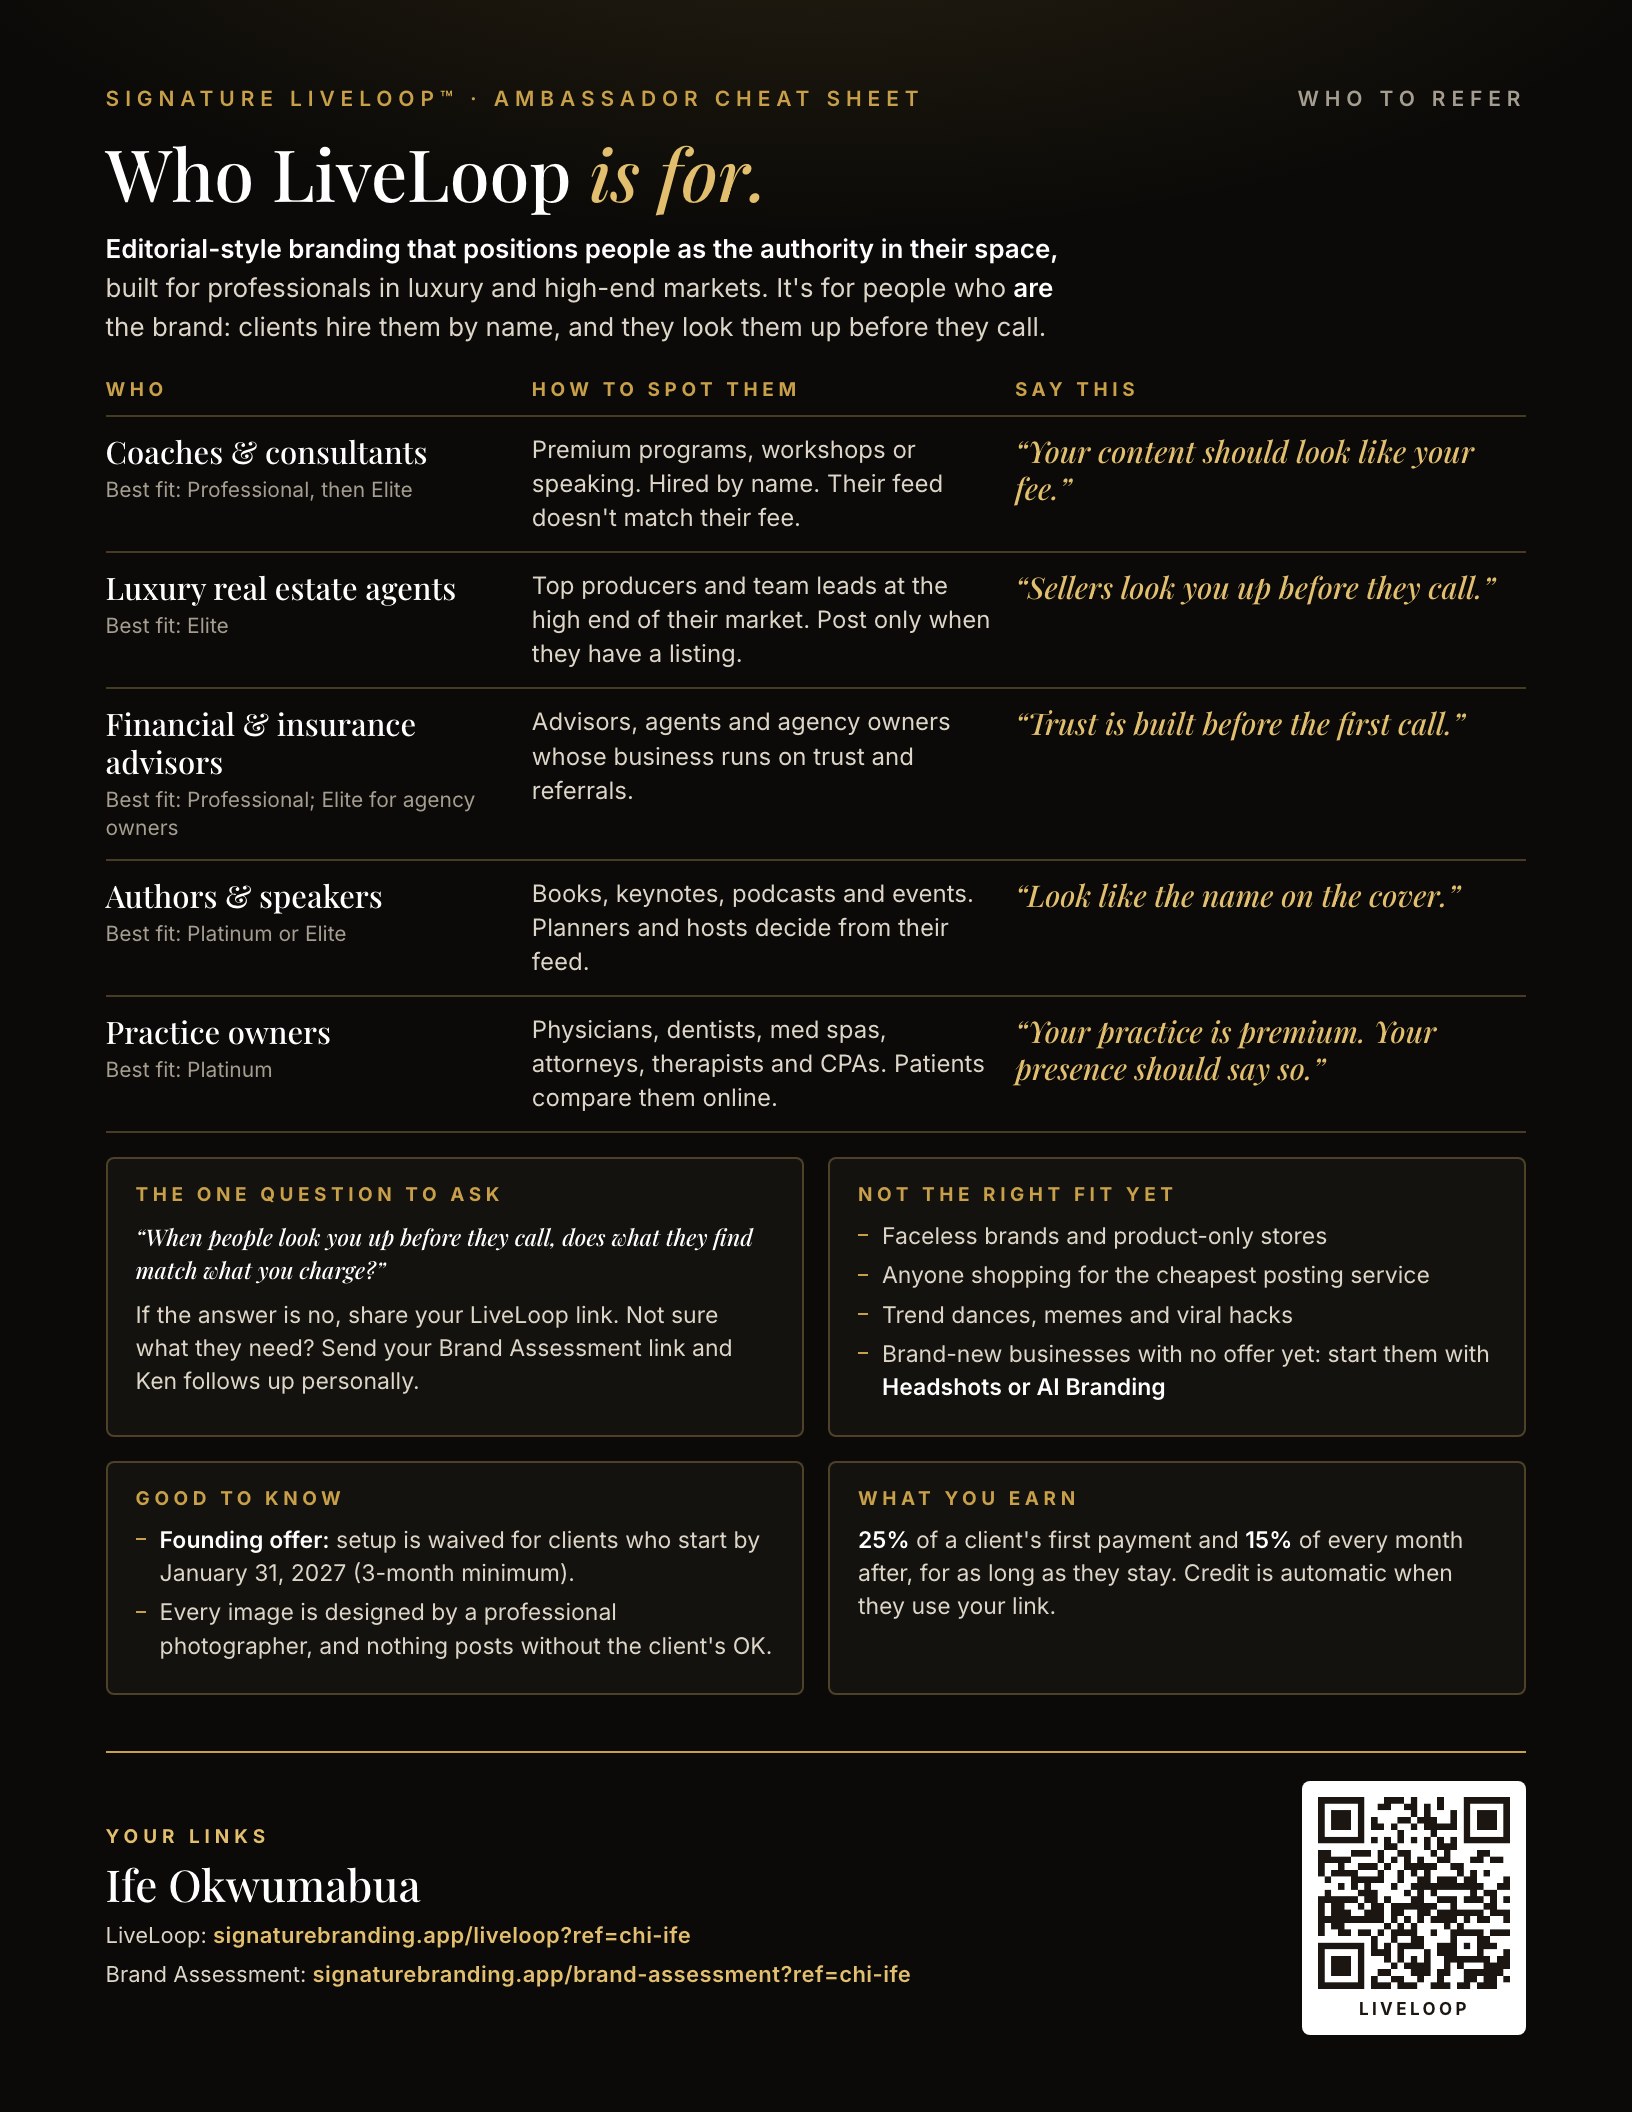 SIGNATURE LIVELOOP™ · AMBASSADOR CHEAT SHEET
WHO TO REFER
Who LiveLoop is for.
Editorial-style branding that positions people as the authority in their space,
built for professionals in luxury and high-end markets. It's for people who are
the brand: clients hire them by name, and they look them up before they call.
WHO
HOW TO SPOT THEM
SAY THIS
Coaches & consultants
Best fit: Professional, then Elite
Premium programs, workshops or
speaking. Hired by name. Their feed
doesn't match their fee.
“Your content should look like your
fee.”
Luxury real estate agents
Best fit: Elite
Top producers and team leads at the
high end of their market. Post only when
they have a listing.
“Sellers look you up before they call.”
Financial & insurance
advisors
Best fit: Professional; Elite for agency
owners
Advisors, agents and agency owners
whose business runs on trust and
referrals.
“Trust is built before the first call.”
Authors & speakers
Best fit: Platinum or Elite
Books, keynotes, podcasts and events.
Planners and hosts decide from their
feed.
“Look like the name on the cover.”
Practice owners
Best fit: Platinum
Physicians, dentists, med spas,
attorneys, therapists and CPAs. Patients
compare them online.
“Your practice is premium. Your
presence should say so.”
THE ONE QUESTION TO ASK
“When people look you up before they call, does what they find
match what you charge?”
If the answer is no, share your LiveLoop link. Not sure
what they need? Send your Brand Assessment link and
Ken follows up personally.
NOT THE RIGHT FIT YET
– Faceless brands and product-only stores
– Anyone shopping for the cheapest posting service
– Trend dances, memes and viral hacks
– Brand-new businesses with no offer yet: start them with
Headshots or AI Branding
GOOD TO KNOW
– Founding offer: setup is waived for clients who start by
January 31, 2027 (3-month minimum).
– Every image is designed by a professional
photographer, and nothing posts without the client's OK.
WHAT YOU EARN
25% of a client's first payment and 15% of every month
after, for as long as they stay. Credit is automatic when
they use your link.
YOUR LINKS
Ife Okwumabua
LiveLoop: signaturebranding.app/liveloop?ref=chi-ife
Brand Assessment: signaturebranding.app/brand-assessment?ref=chi-ife
LIVELOOP